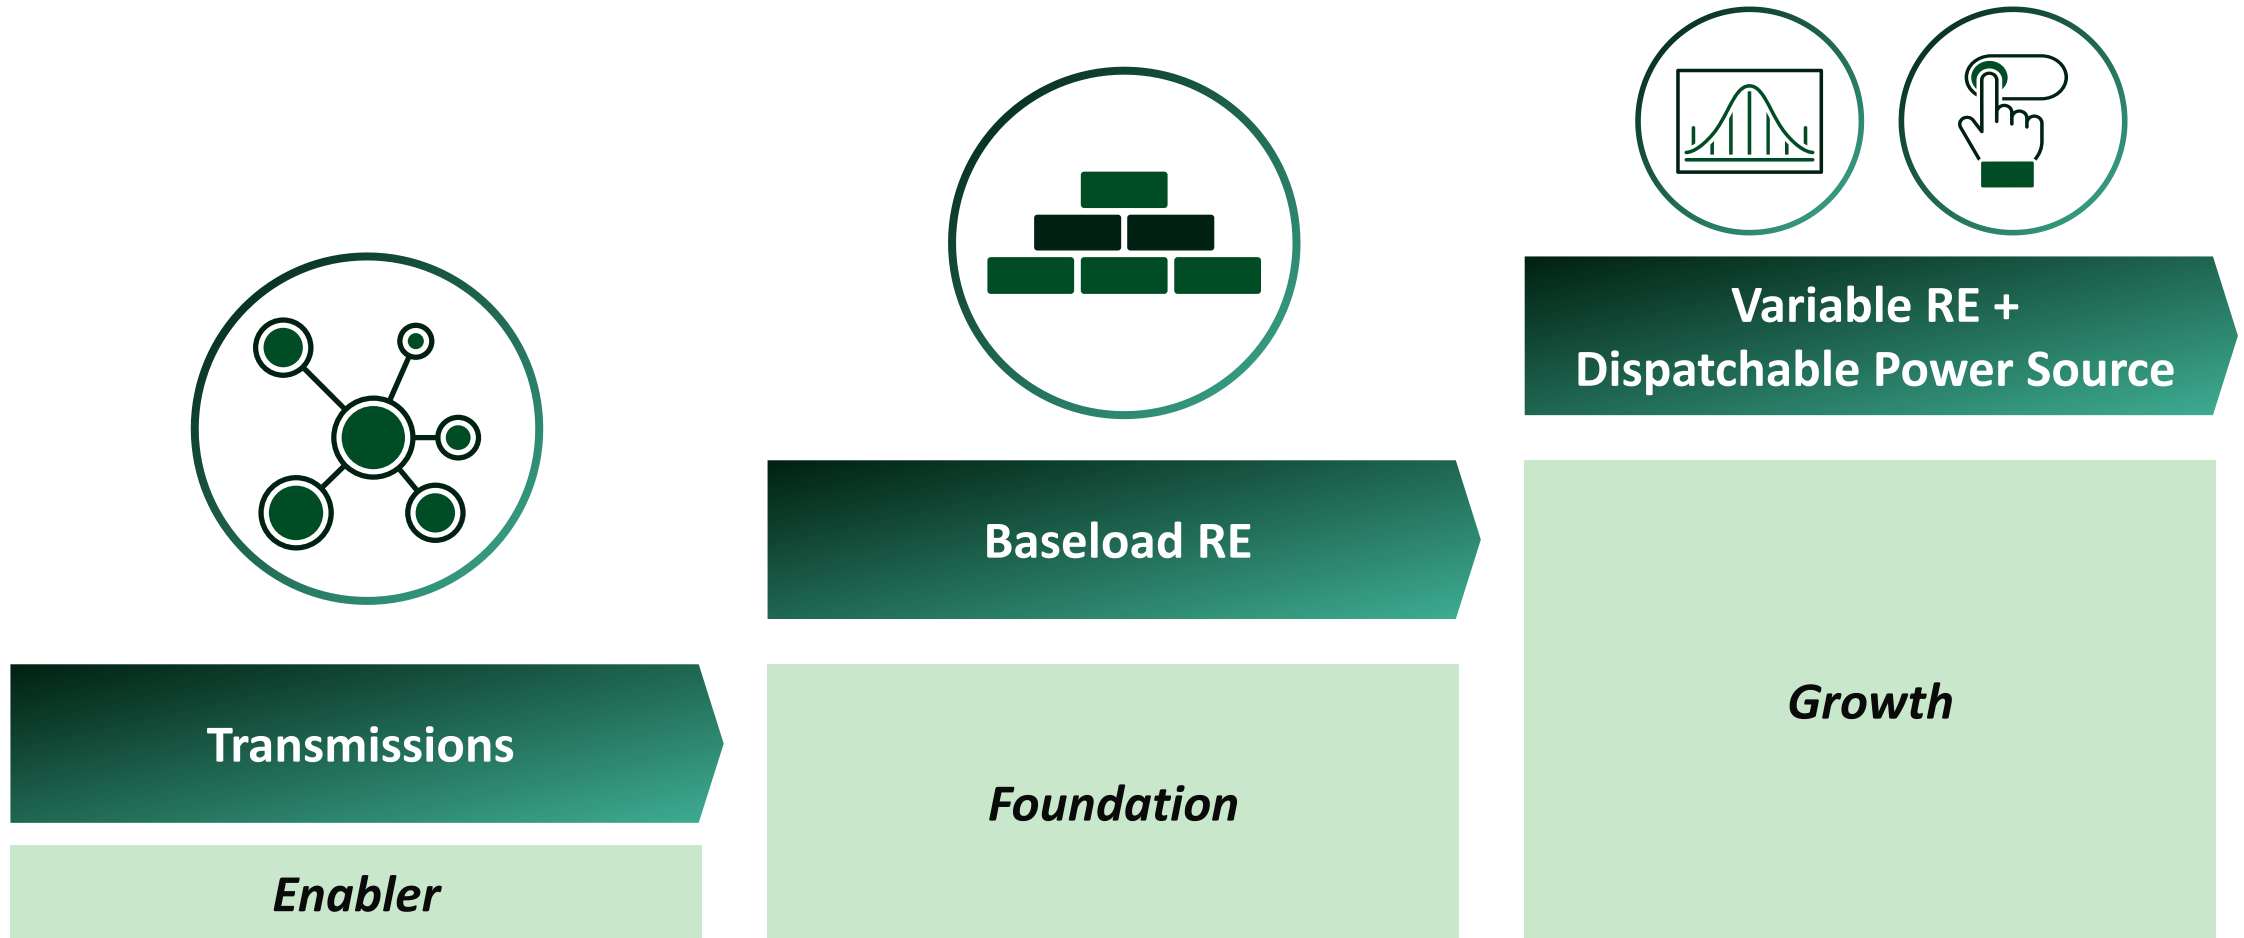 Transmissions
Enabler
Baseload RE
Foundation
Variable RE +
Dispatchable Power Source
Growth